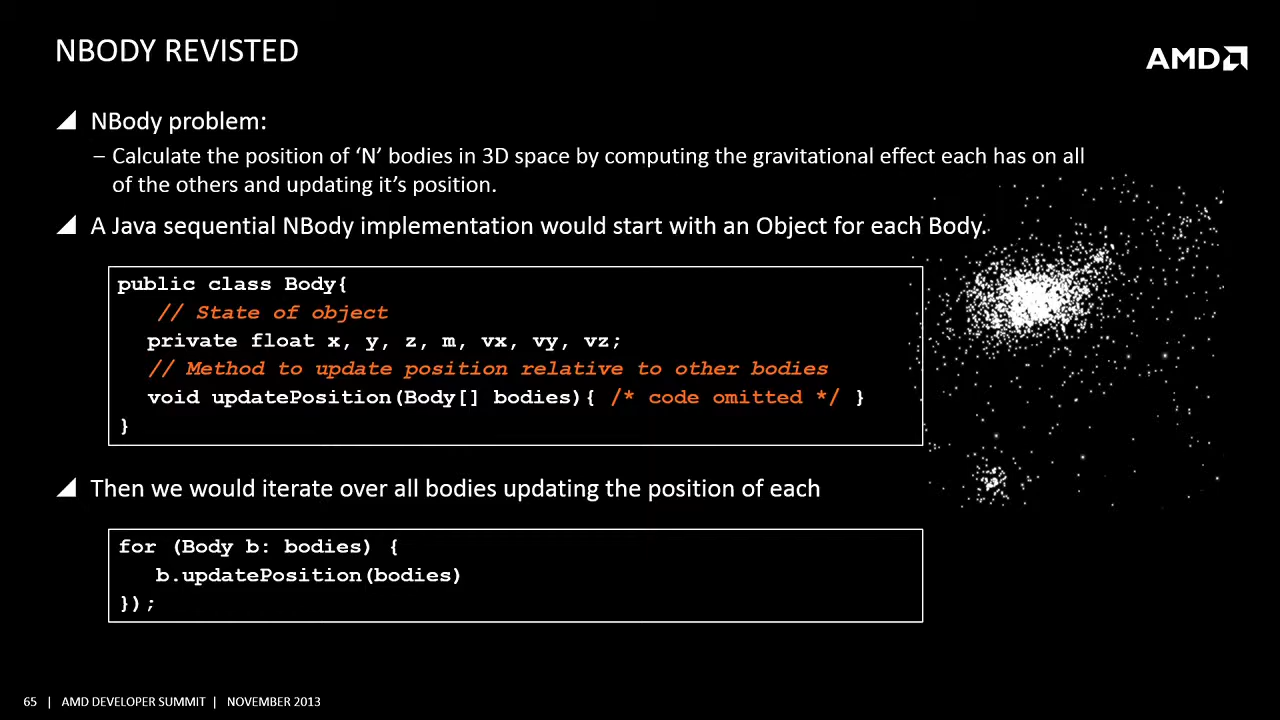 NBODY REVISTED
AMD
NBody problem:
– Calculate the position of ‘N’ bodies in 3D space by computing the gravitational effect each has on all
of the others and updating it’s position.
A Java sequential NBody implementation would start with an Object for each Body.
public class Body{
// State of object
private float x, y, z, m, vx, vy, vz;
// Method to update position relative to other bodies
void updatePosition(Body[] bodies){ /* code omitted */ }
}
Then we would iterate over all bodies updating the position of each
for (Body b: bodies) {
b.updatePosition(bodies)
});
65 | AMD DEVELOPER SUMMIT | NOVEMBER 2013